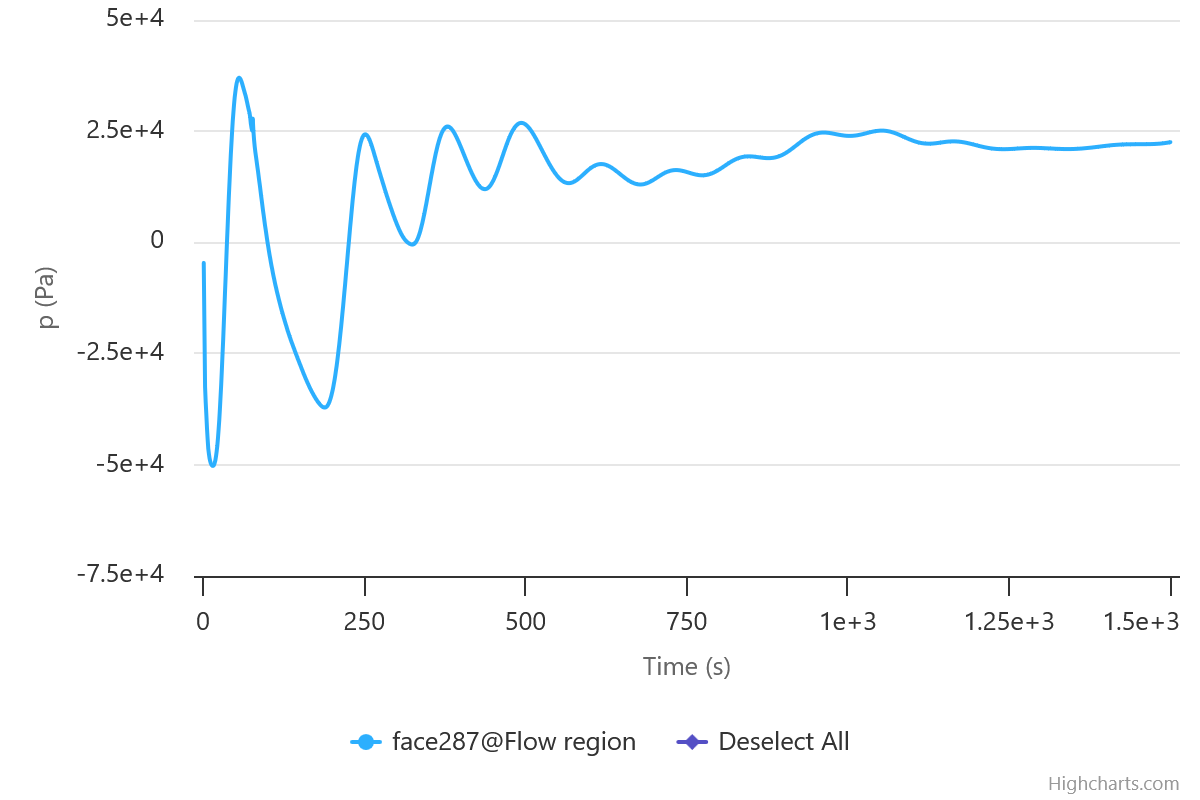 5e+4
2.5e+4
0
-2.5e+4
-5e+4
-7.5e+4
p (Pa)
0 250 500 750 1e+3 1.25e+3 1.5e+3
Time (s)
face287@Flow region Deselect All
Highcharts.com